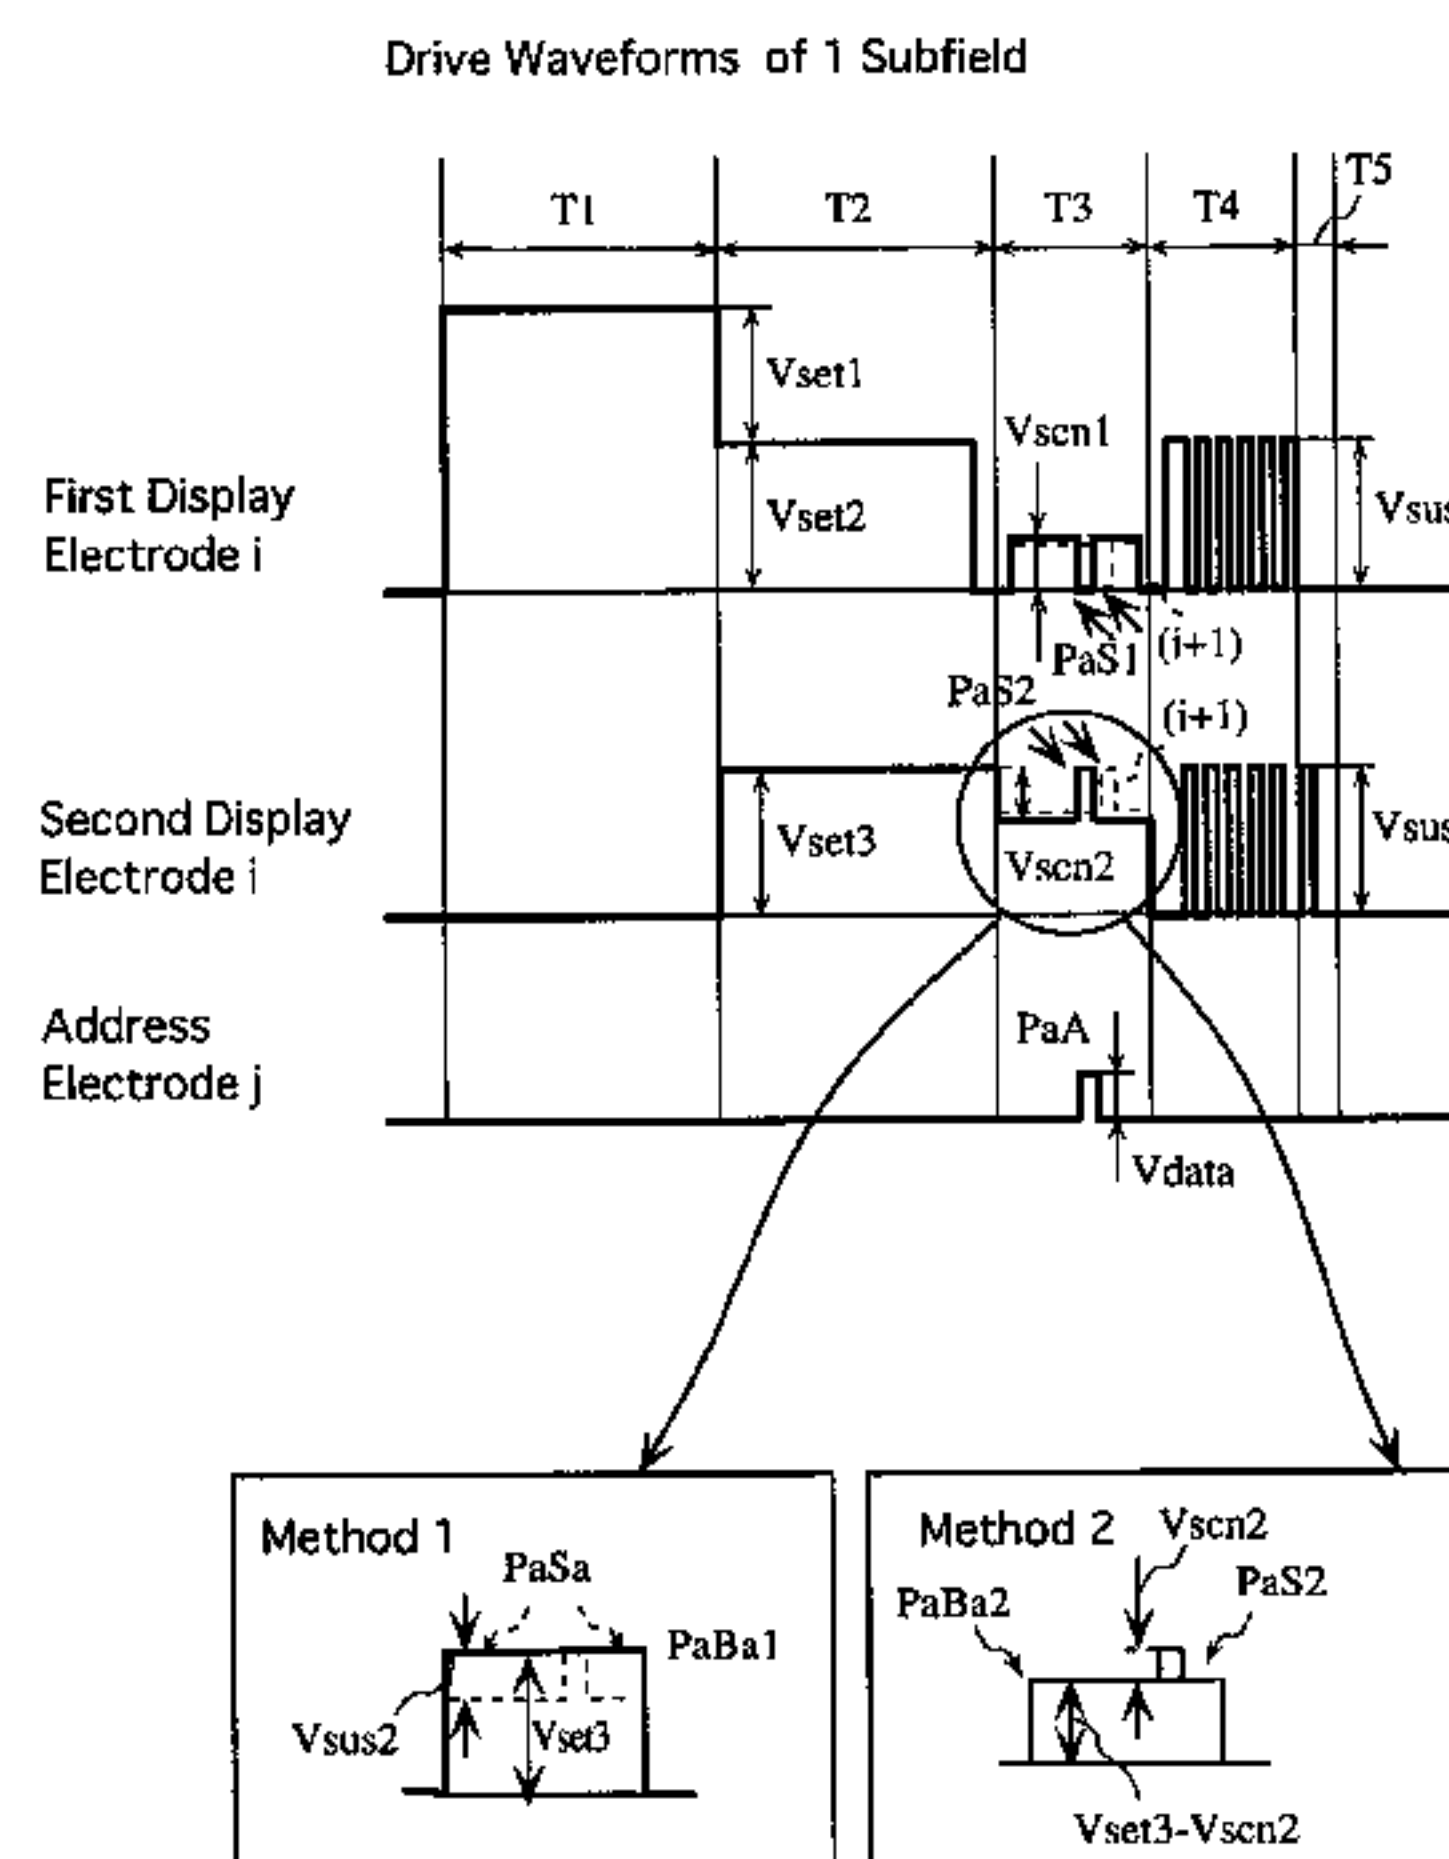 Drive Waveforms of 1 Subfield
T5
T1
T2
T3
T4
Vset1
Vscn1
First Display
Electrode i
Vset2
Vsus
PaS1
(i+1)
PaS2
(i+1)
Second Display
Electrode i
Vset3
Vscn2
Vsus
Address
Electrode j
PaA
Vdata
Method 1
PaSa
PaBa1
Vsus2
Vset3
Method 2
Vscn2
PaS2
PaBa2
Vset3-Vscn2